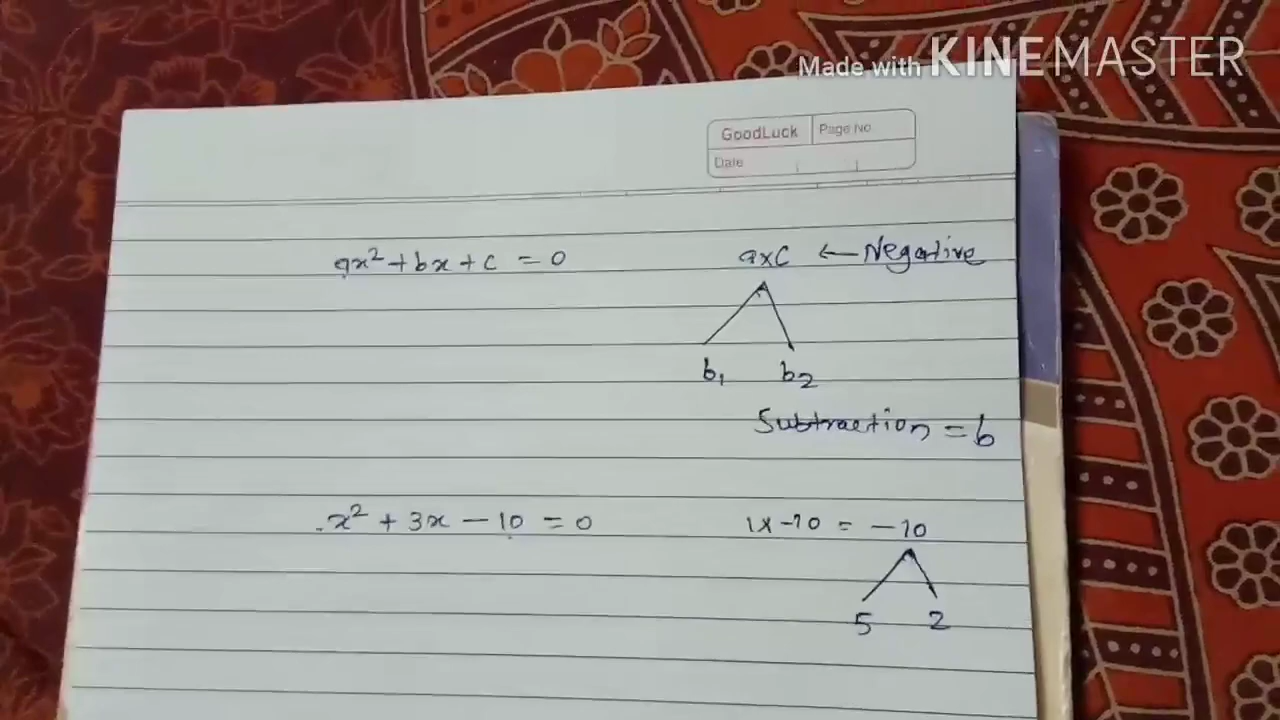 Made with KINEMASTER
GoodLuck Page No.
Date
ax² + bx + c = 0
a×c ← Negative
b₁ b₂
Subtraction = b
x² + 3x - 10 = 0
1x - 10 = - 10
5 2